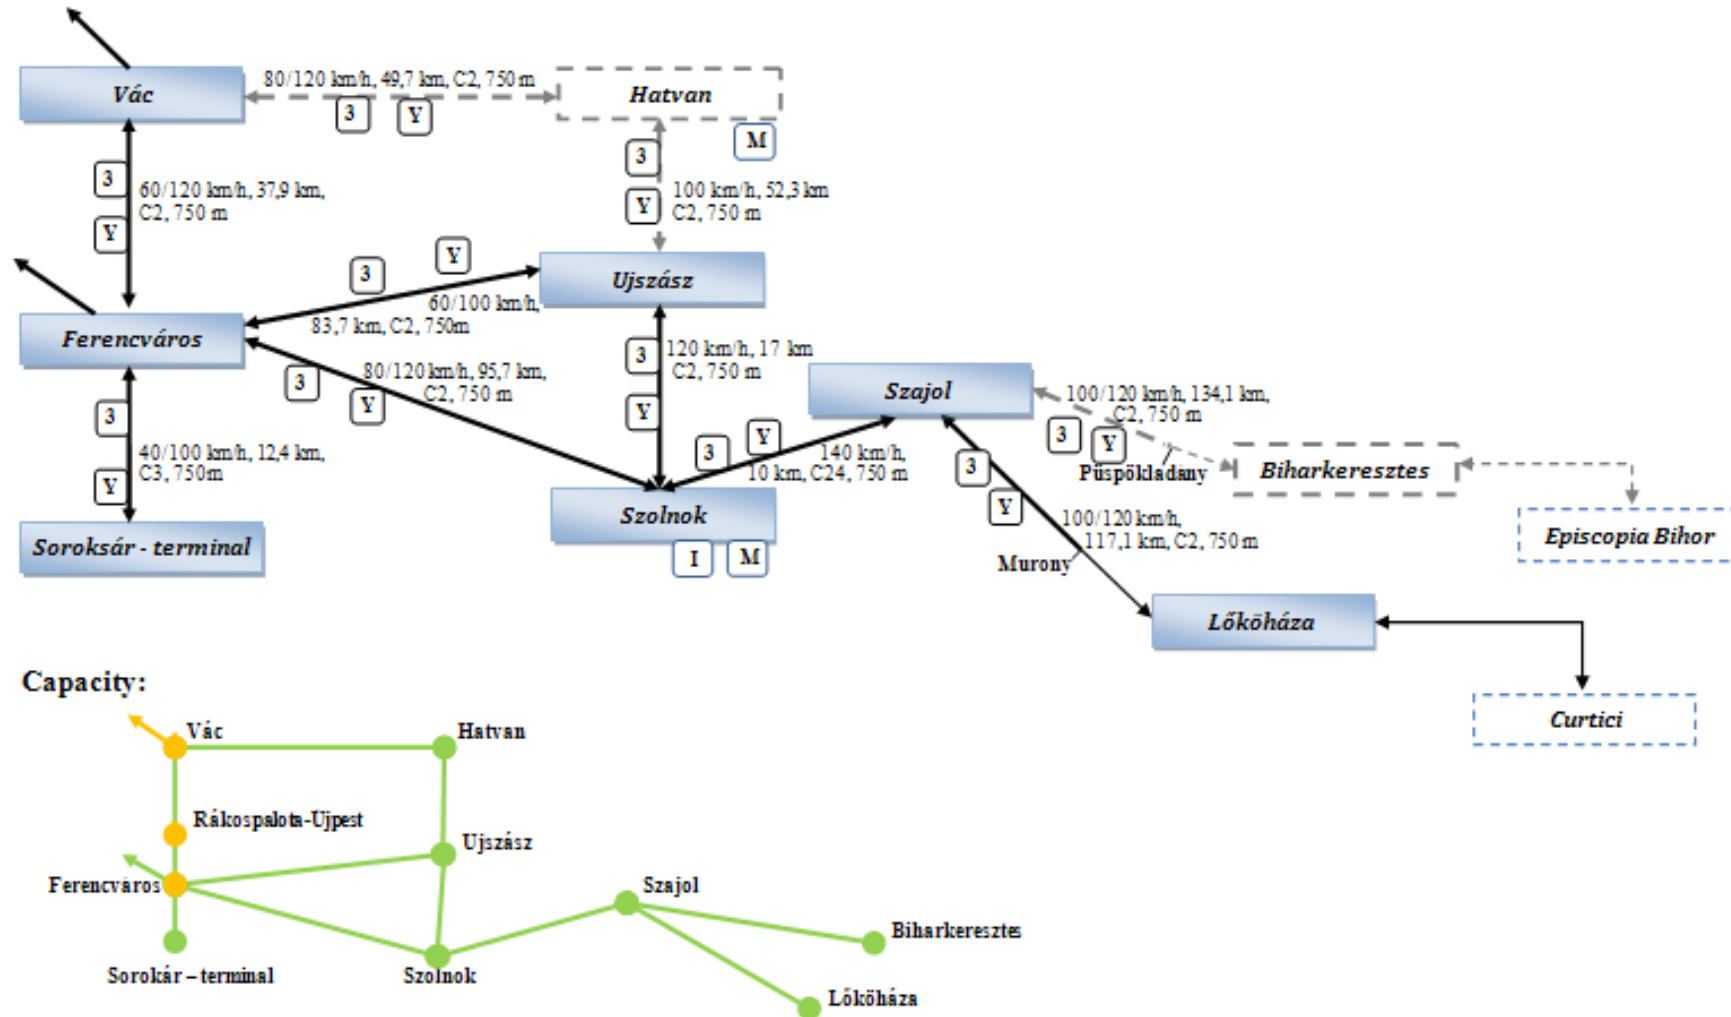 Vác
80/120 km/h, 49,7 km, C2, 750 m
Hatvan
3
Y
M
3
60/120 km/h, 37,9 km,
C2, 750 m
Y
3
100 km/h, 52,3 km
C2, 750 m
Y
Ferencváros
3
Y
60/100 km/h,
83,7 km, C2, 750m
Ujszász
80/120 km/h, 95,7 km,
C2, 750 m
3
Y
3
120 km/h, 17 km
C2, 750 m
Y
Szajol
100/120 km/h, 134,1 km,
C2, 750 m
3
Y
Püspökladány
Biharkeresztes
Episcopia Bihor
3
40/100 km/h, 12,4 km,
C3, 750m
Y
Soroksár - terminal
3
Y
140 km/h,
10 km, C24, 750 m
Szolnok
I
M
3
Y
100/120 km/h,
117,1 km, C2, 750 m
Murony
Lőköháza
Curtici
Capacity:
Vác
Hatvan
Rákospalota-Ujpest
Ujszász
Ferencváros
Szajol
Biharkeresztes
Sorokár – terminal
Szolnok
Lőköháza